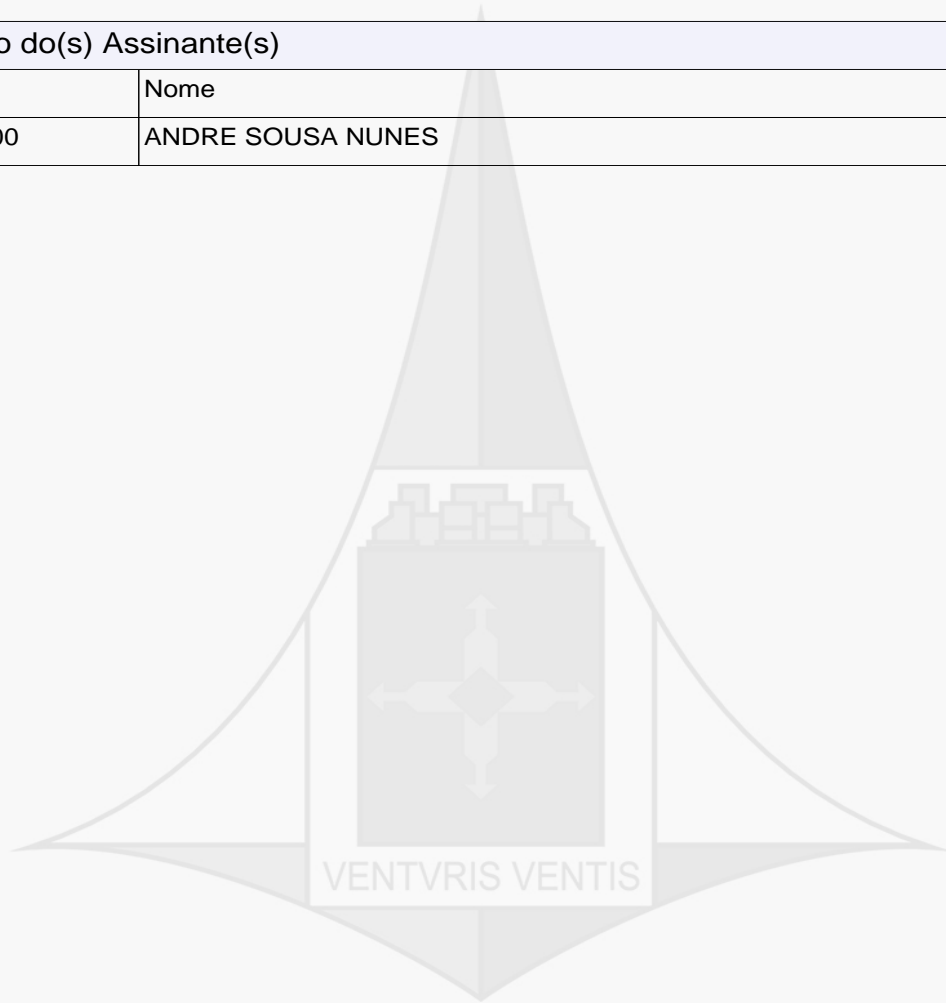 o do(s) Assinante(s)
Nome
00 ANDRE SOUSA NUNES
VENTVRIS VENTIS